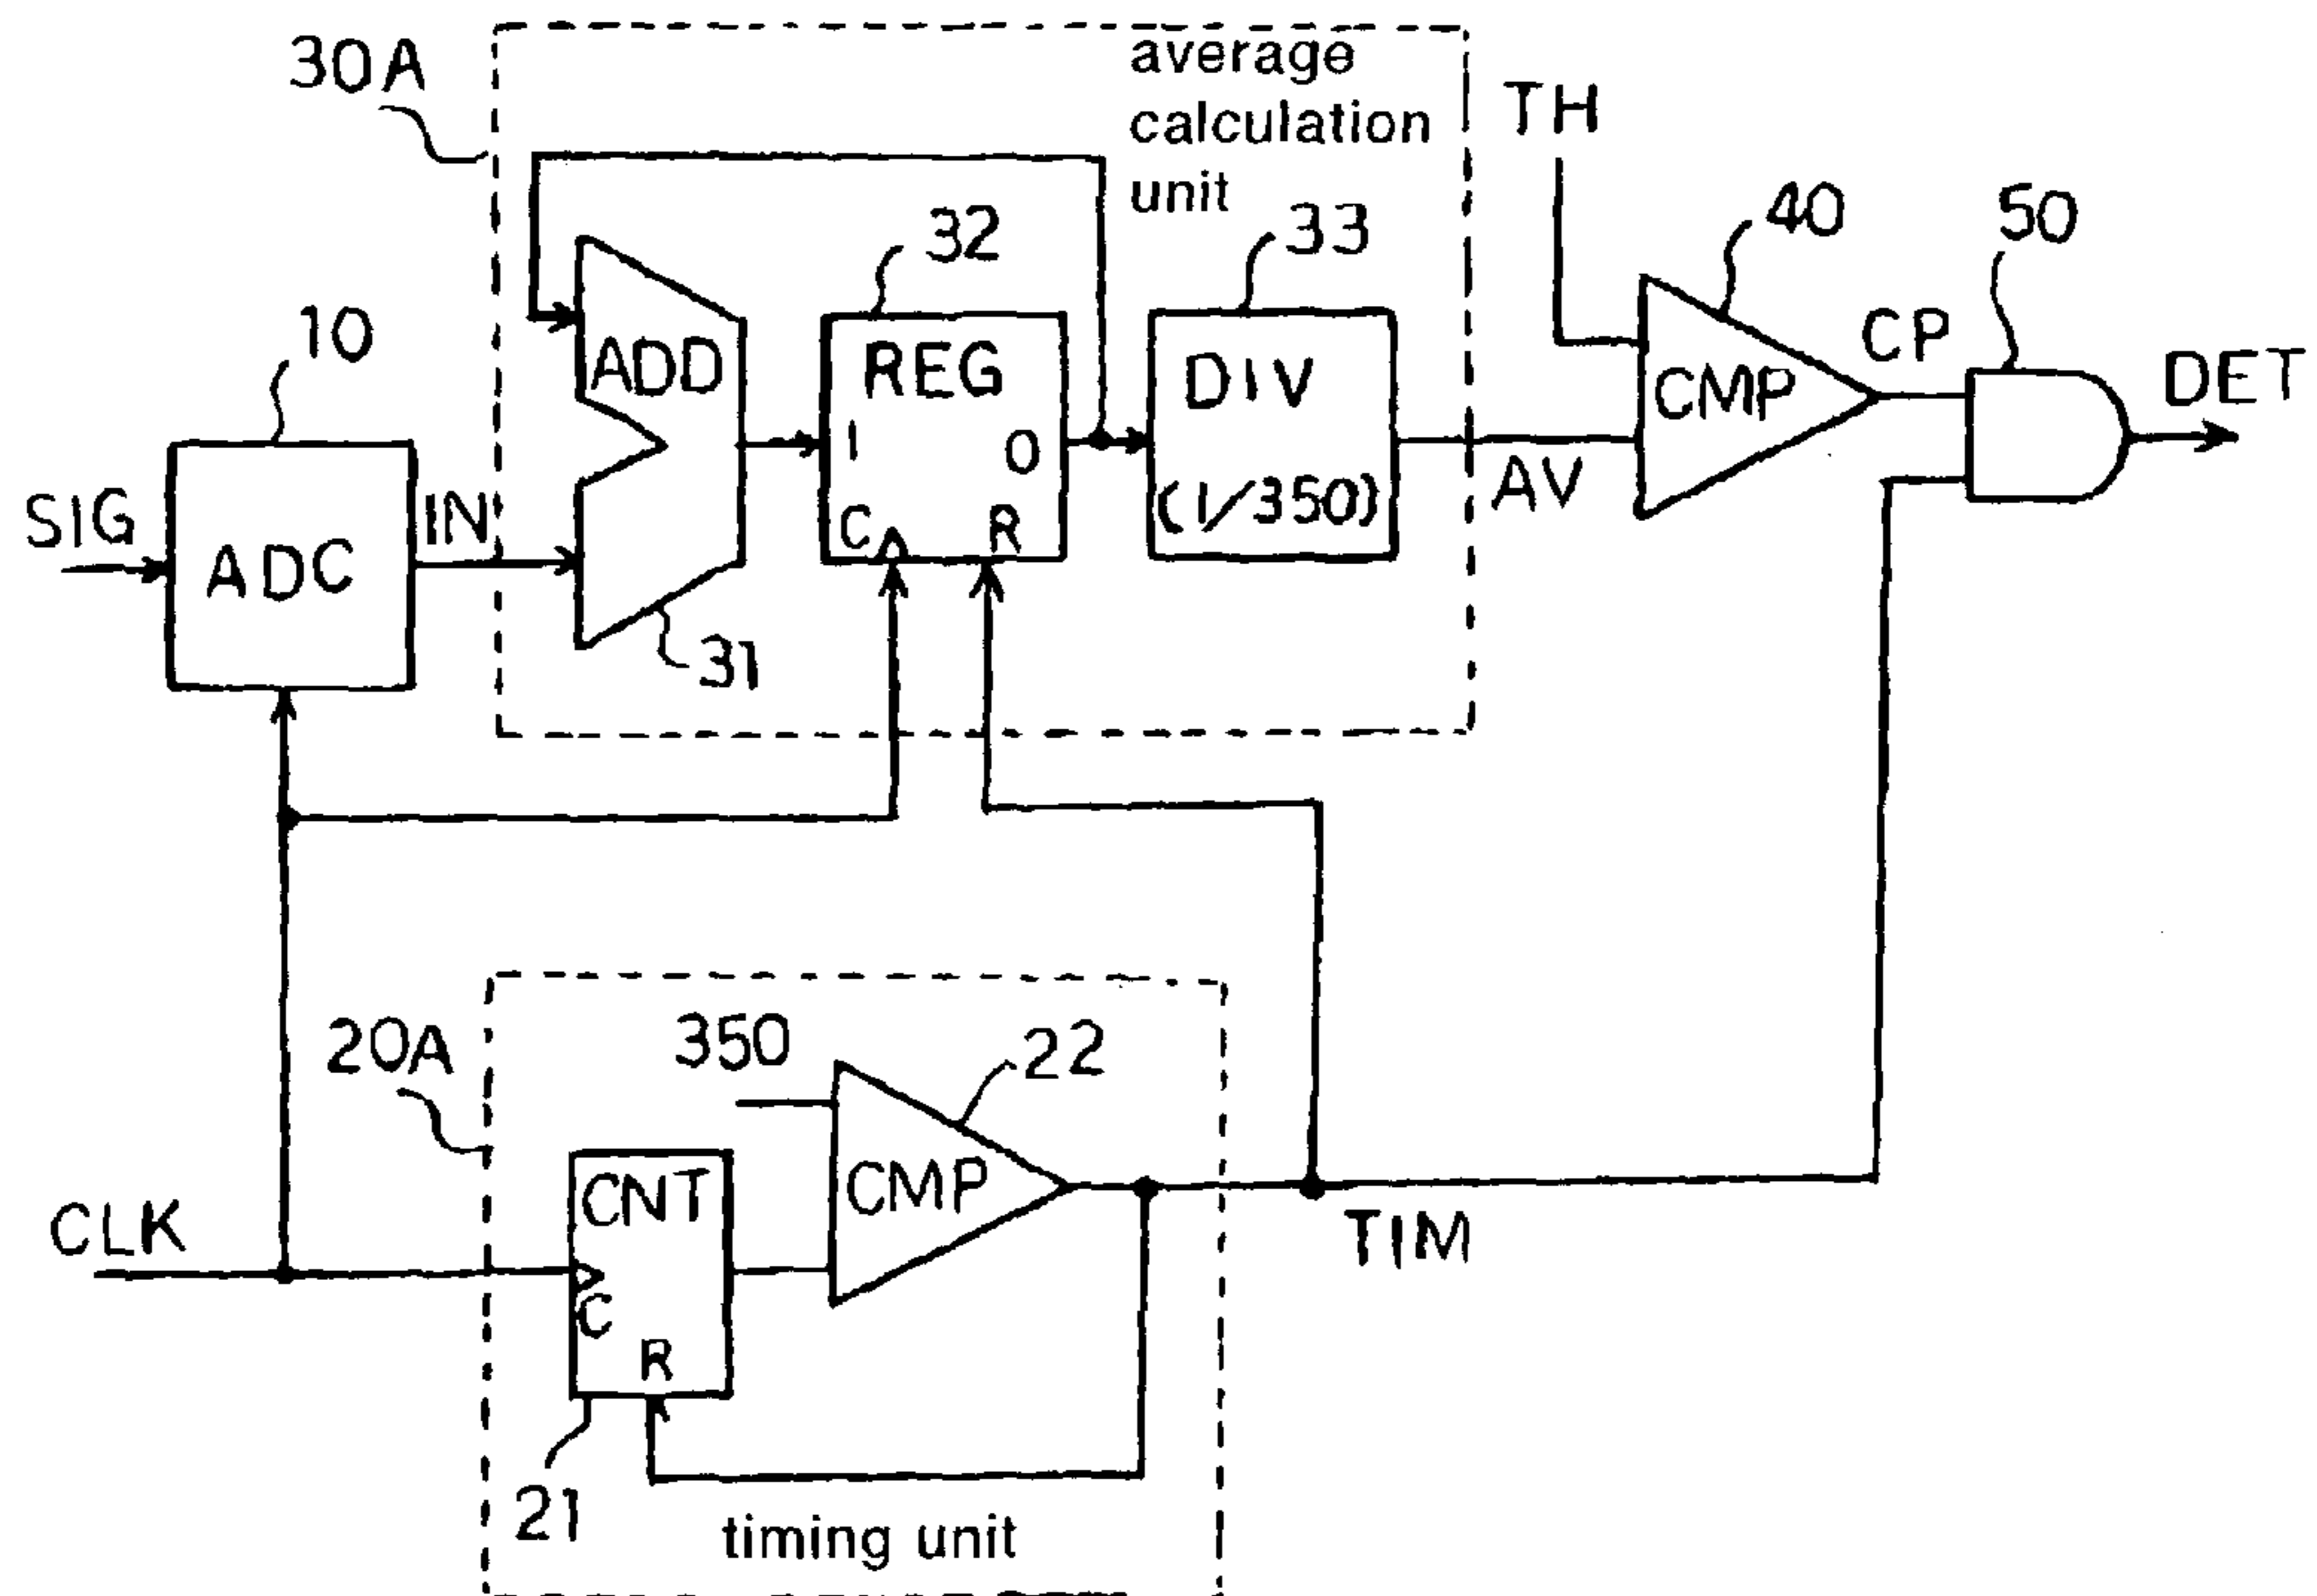 30A
average
calculation
unit
TH
32
33
40
50
10
ADD
REG
I
O
C
R
DIV
(1/350)
CMP
CP
DET
SIG
ADC
IN
AV
31
20A
350
22
CLK
CNT
C
R
CMP
TIM
21
timing unit